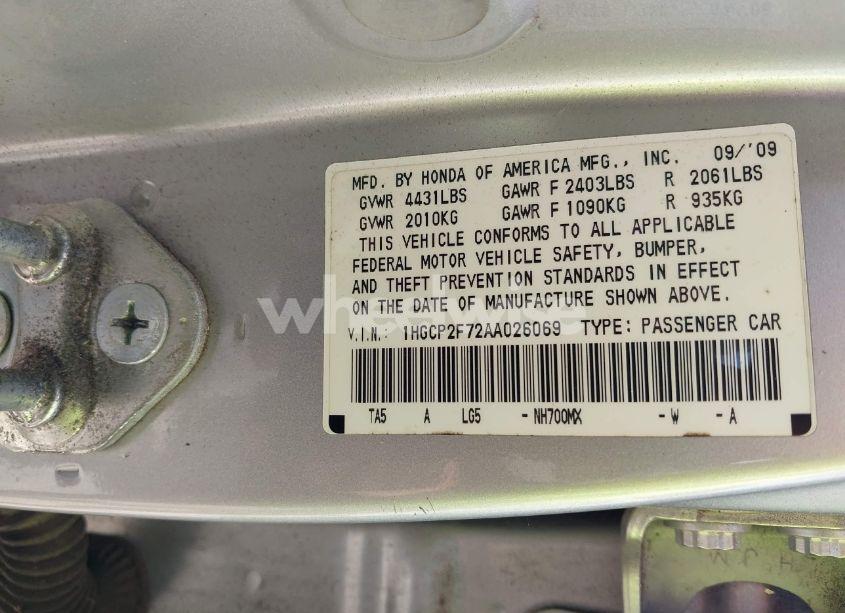 MFD. BY HONDA OF AMERICA MFG., INC. 09/'09
GVWR 4431LBS GAWR F 2403LBS R 2061LBS
GVWR 2010KG GAWR F 1090KG R 935KG
THIS VEHICLE CONFORMS TO ALL APPLICABLE
FEDERAL MOTOR VEHICLE SAFETY, BUMPER,
AND THEFT PREVENTION STANDARDS IN EFFECT
ON THE DATE OF MANUFACTURE SHOWN ABOVE.
wheelwise
V.I.N.: 1HGCP2F72AA026069 TYPE: PASSENGER CAR
TA5 A LG5 - NH700MX - W - A
H J M